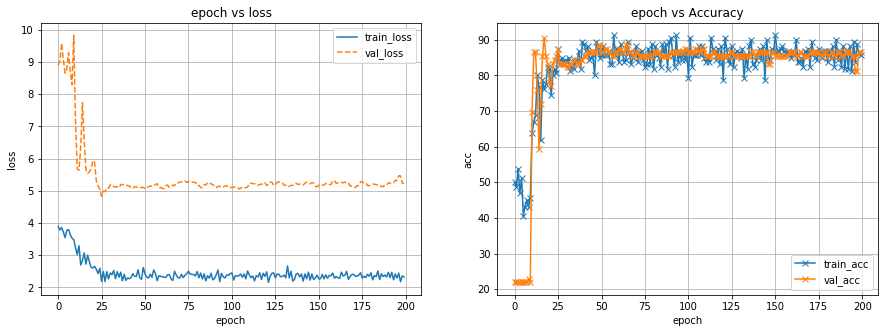 epoch vs loss
train_loss
val_loss
10
9
8
7
6
5
4
3
2
loss
0 25 50 75 100 125 150 175 200
epoch
epoch vs Accuracy
90
80
70
60
50
40
30
20
acc
train_acc
val_acc
0 25 50 75 100 125 150 175 200
epoch